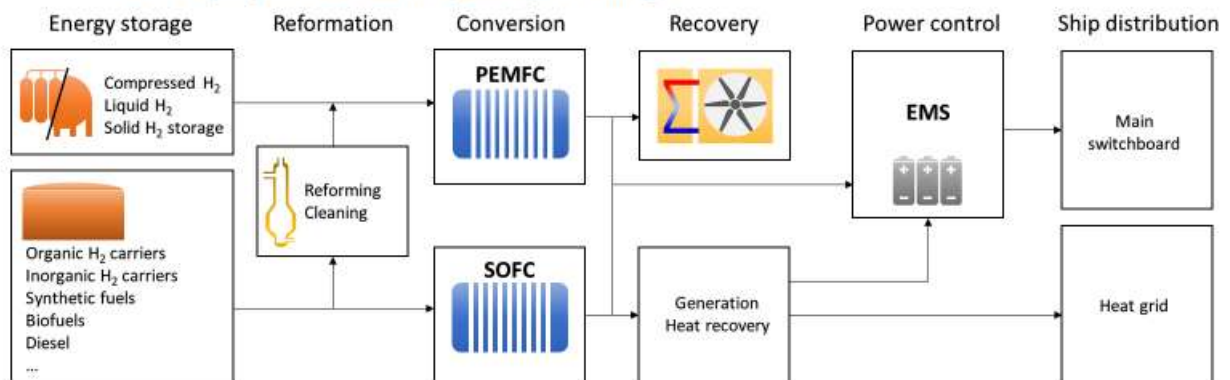 Energy storage
Reformation
Conversion
Recovery
Power control
Ship distribution
Compressed H₂
Liquid H₂
Solid H₂ storage
Organic H₂ carriers
Inorganic H₂ carriers
Synthetic fuels
Biofuels
Diesel
...
Reforming
Cleaning
PEMFC
SOFC
Generation
Heat recovery
EMS
Main
switchboard
Heat grid